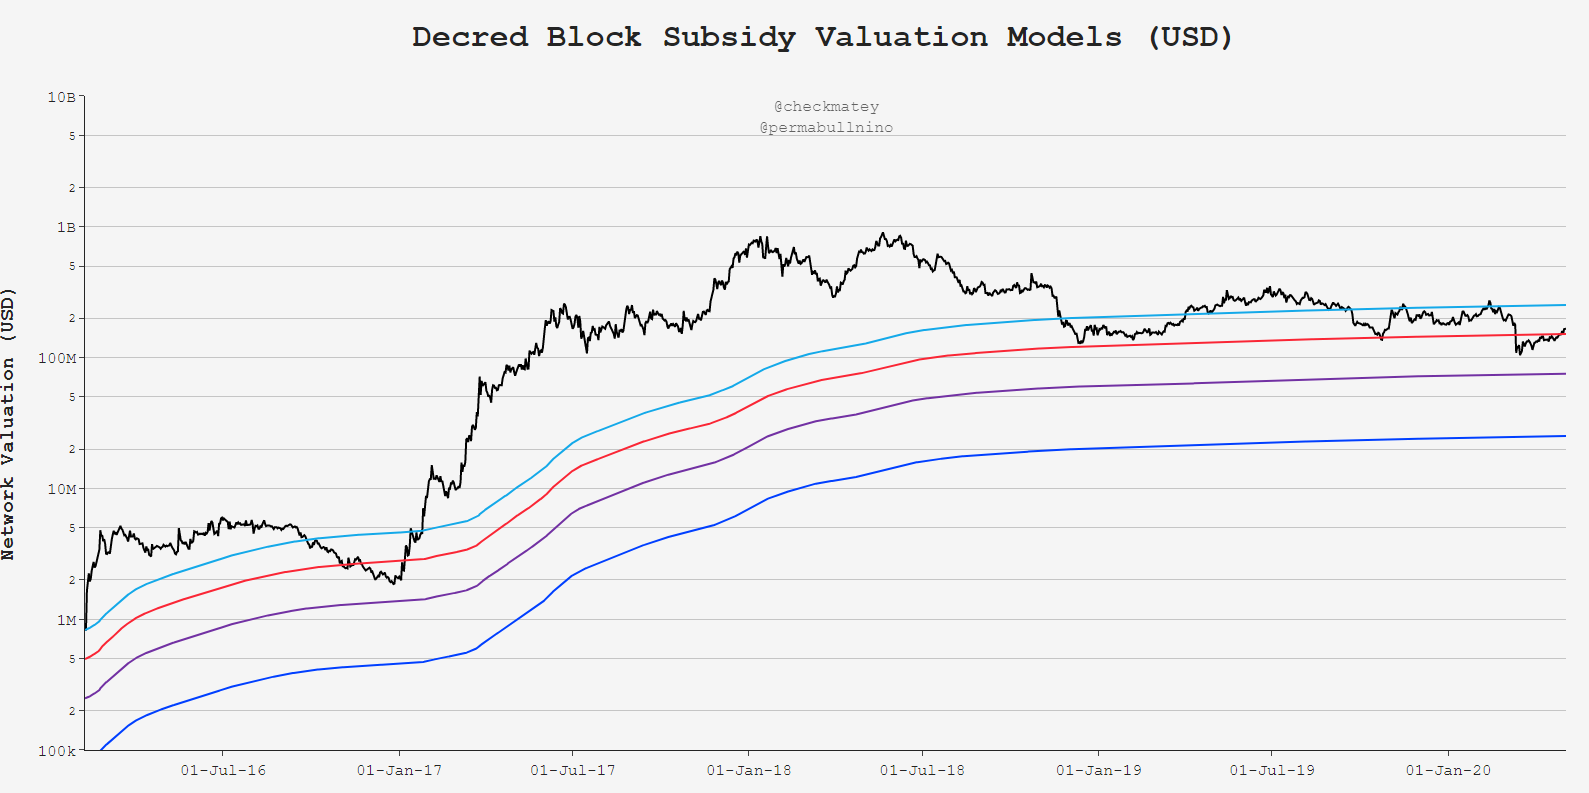 Decred Block Subsidy Valuation Models (USD)
@checkmatey
@permabullnino
Network Valuation (USD)
10B
5
2
1B
5
2
100M
5
2
10M
5
2
1M
5
2
100k
01-Jul-16 01-Jan-17 01-Jul-17 01-Jan-18 01-Jul-18 01-Jan-19 01-Jul-19 01-Jan-20